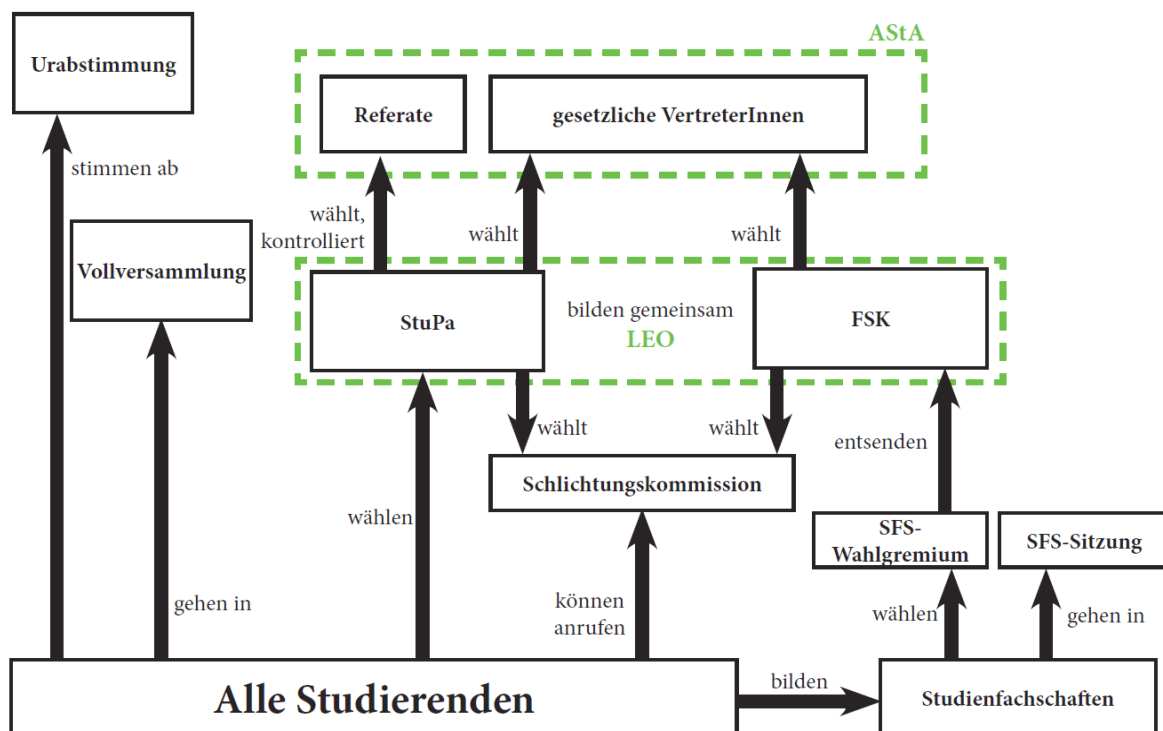 AStA
Urabstimmung
Referate
gesetzliche VertreterInnen
stimmen ab
wählt,
kontrolliert
wählt
wählt
Vollversammlung
StuPa
bilden gemeinsam
LEO
FSK
wählt
wählt
entsenden
Schlichtungskommission
wählen
SFS-
Wahlgremium
SFS-Sitzung
gehen in
können
anrufen
wählen
gehen in
Alle Studierenden
bilden
Studienfachschaften